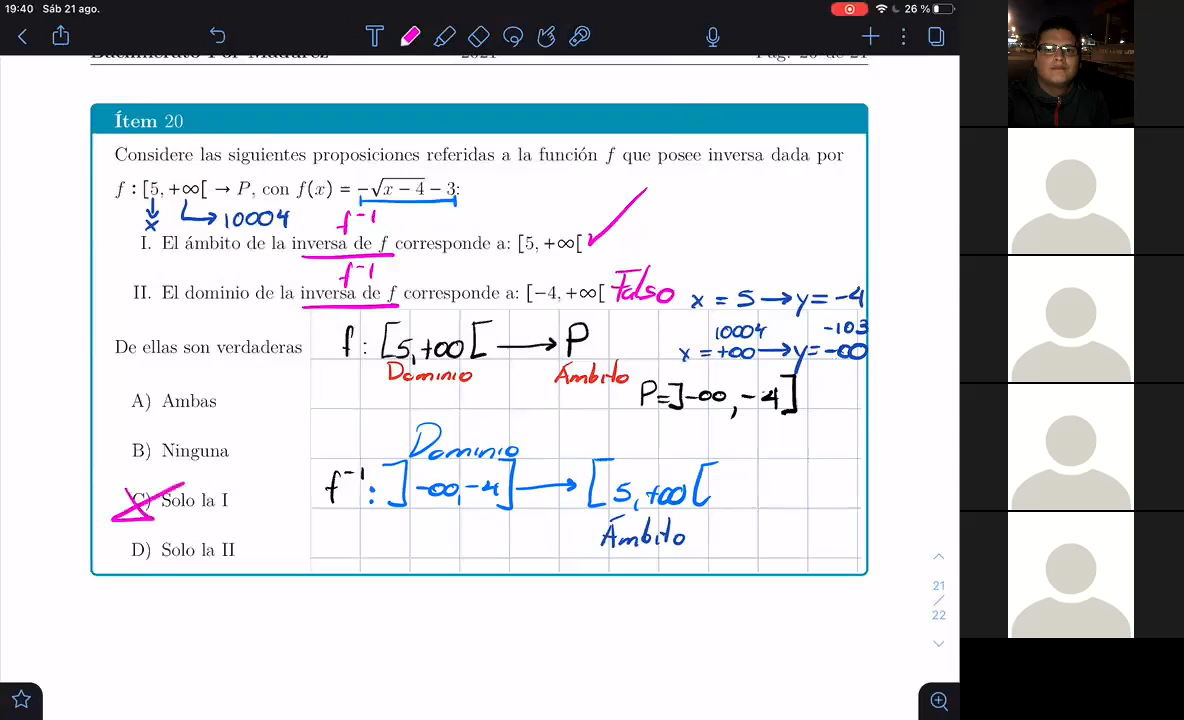 19:40 Sáb 21 ago.
26 %
Bachillerato Por Madurez 2021 Pág. 20 de 21
Ítem 20
Considere las siguientes proposiciones referidas a la función f que posee inversa dada por
f : [5, +∞[ → P, con f(x) = −√x − 4 − 3:
x
10004
f⁻¹
I. El ámbito de la inversa de f corresponde a: [5, +∞[
f⁻¹
II. El dominio de la inversa de f corresponde a: [−4, +∞[ Falso
x = 5 → y = −4
10004 −103
x = +∞ → y = −∞
De ellas son verdaderas
f : [5, +∞[ → P
Dominio Ámbito
P = ]−∞, −4]
A) Ambas
B) Ninguna
C) Solo la I
D) Solo la II
Dominio
f⁻¹ : ]−∞, −4] → [5, +∞[
Ámbito
21
/
22